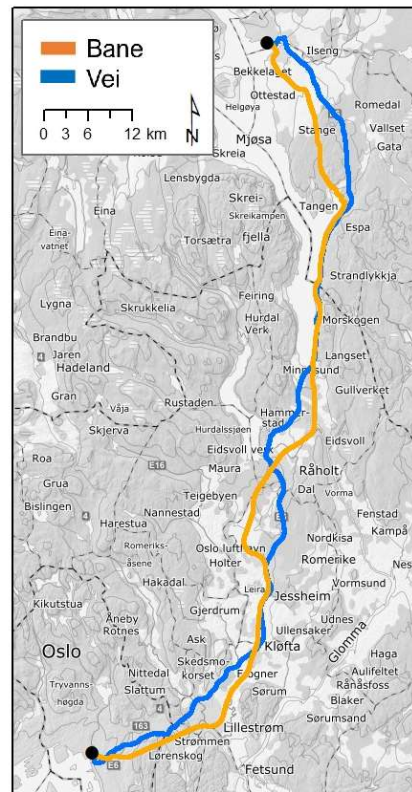 Bane
Vei
0 3 6 12 km
N
Ilseng
Bekkelaget
Ottestad
Romedal
Helgøya
Stange
Vallset
Gata
Mjøsa
Skreia
Lensbygda
Skrei-
Skreikampen
fjella
Tangen
Eina
Espa
Eina-
vatnet
Torsætra
Strandlykkja
Feiring
Lygna
Skrukkelia
Hurdal
Verk
Morskogen
Brandbu
4
Jaren
Hadeland
Langset
Minnesund
Gullverket
Gran
Våja
Rustaden
Hammer-
stad
Skjerva
Hurdalssjøen
Eidsvoll
Roa
E16
Eidsvoll verk
Maura
Råholt
Grua
Dal
Vorma
Bislingen
4
Teigebyen
Nannestad
Fenstad
Harestua
Kampå
Romeriks-
åsene
Oslo lufthavn
Nordkisa
Holter
Romerike
Nes
Hakadal
Leira
Vormsund
Kikutstua
Jessheim
Gjerdrum
Åneby
Rotnes
Udnes
Ullensaker
Glomma
Oslo
Ask
Kløfta
Haga
Skedsmo-
korset
Frogner
Aulifeltet
Nittedal
Rånåsfoss
Tryvanns-
høgda
Slattum
Sørum
Blaker
4
163
Lillestrøm
Sørumsand
Strømmen
E6
Lørenskog
Fetsund